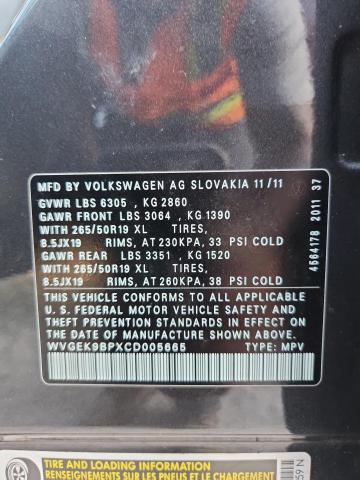 MFD BY VOLKSWAGEN AG SLOVAKIA 11/11
GVWR LBS 6305 , KG 2860
GAWR FRONT LBS 3064 , KG 1390
WITH 265/50R19 XL TIRES,
8.5JX19 RIMS, AT 230KPA, 33 PSI COLD
GAWR REAR LBS 3351 , KG 1520
WITH 265/50R19 XL TIRES,
8.5JX19 RIMS, AT 260KPA, 38 PSI COLD
THIS VEHICLE CONFORMS TO ALL APPLICABLE
U.S. FEDERAL MOTOR VEHICLE SAFETY AND
THEFT PREVENTION STANDARDS IN EFFECT ON
THE DATE OF MANUFACTURE SHOWN ABOVE.
WVGEK9BPXCD005665 TYPE: MPV
4564178 2011 37
TIRE AND LOADING INFORMATION
RENSEIGNEMENTS SUR LES PNEUS ET LE CHARGEMENT